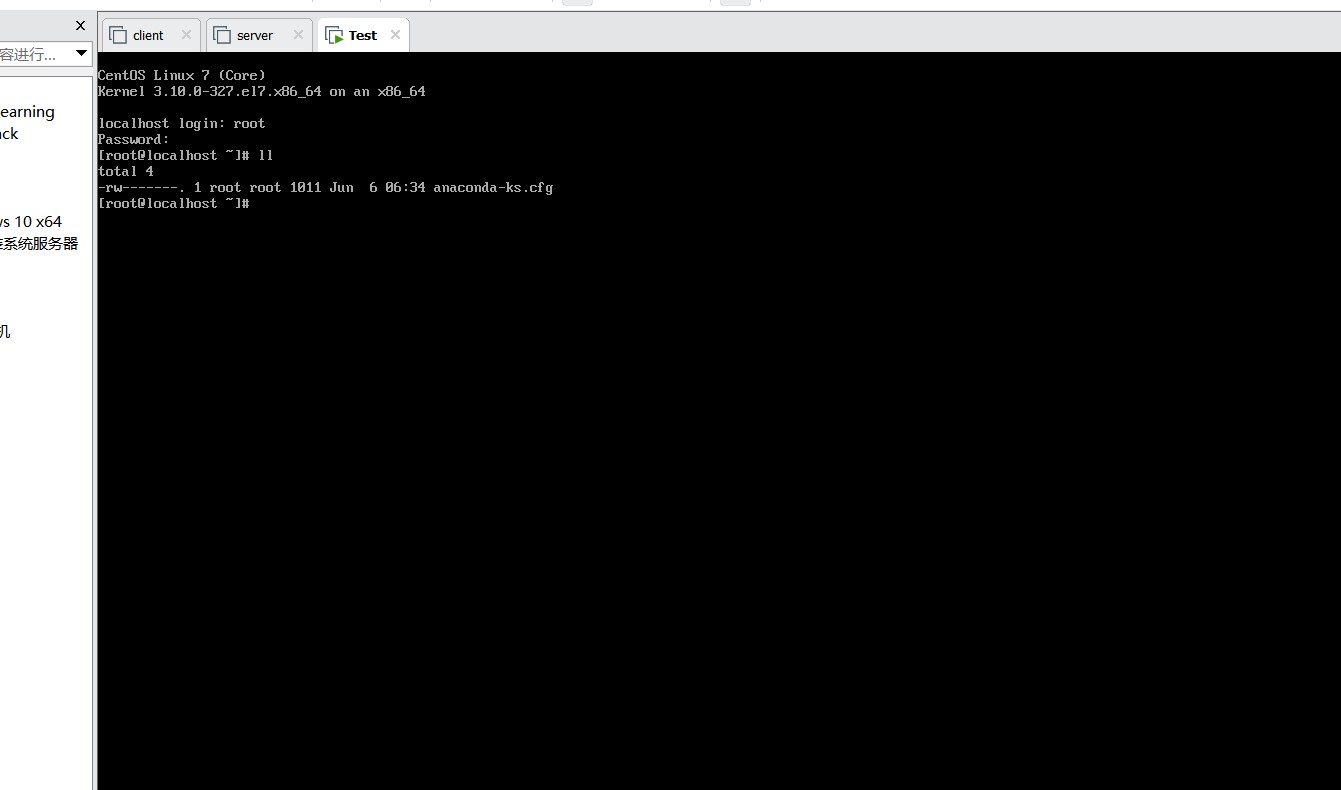 client
server
Test
容进行...
earning
ck
s 10 x64
系统服务器
机
CentOS Linux 7 (Core)
Kernel 3.10.0-327.el7.x86_64 on an x86_64
localhost login: root
Password:
[root@localhost ~]# ll
total 4
-rw-------. 1 root root 1011 Jun  6 06:34 anaconda-ks.cfg
[root@localhost ~]#